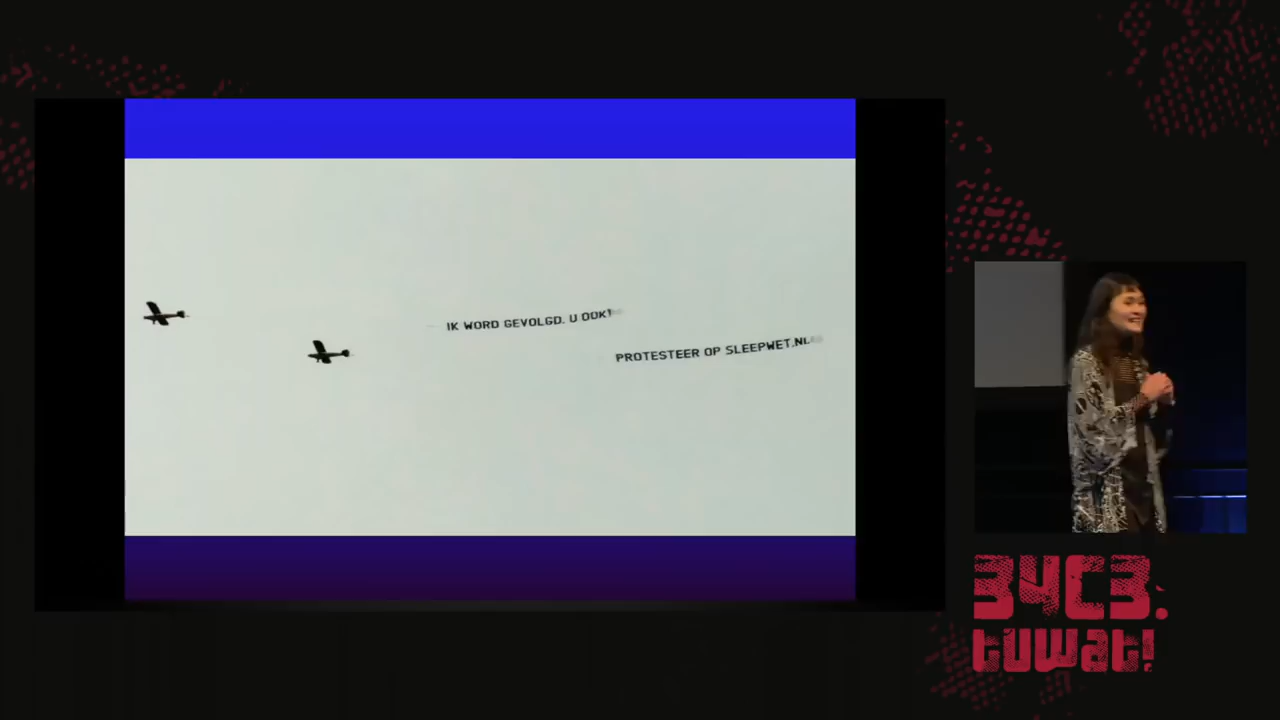 IK WORD GEVOLGD. U OOK!
PROTESTEER OP SLEEPWET.NL
34C3.
tuwat!